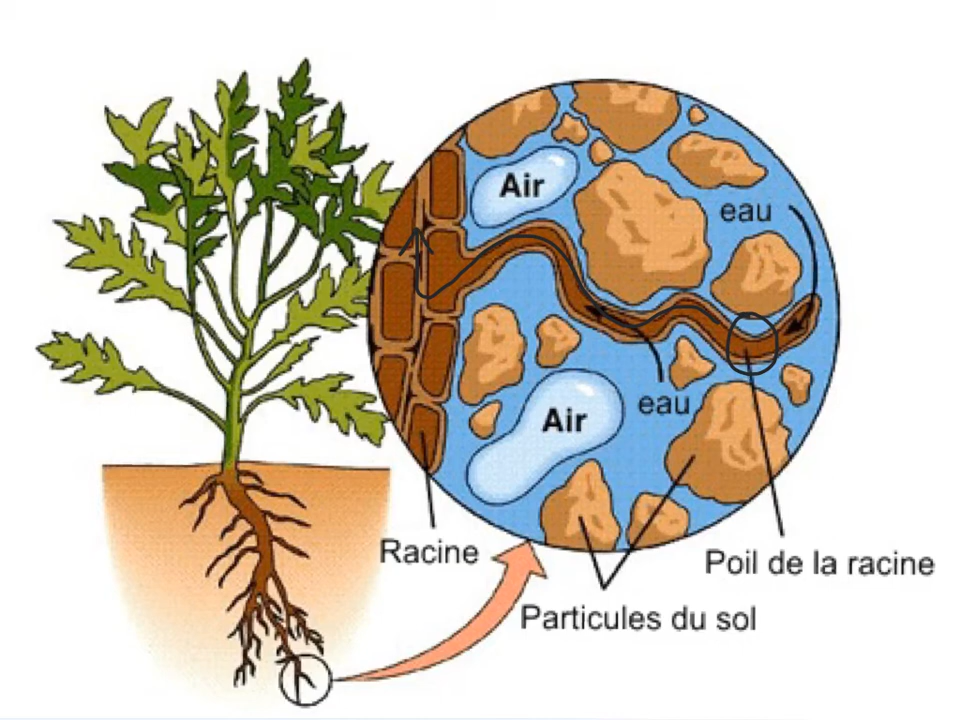 Air
eau
eau
Air
Racine
Poil de la racine
Particules du sol